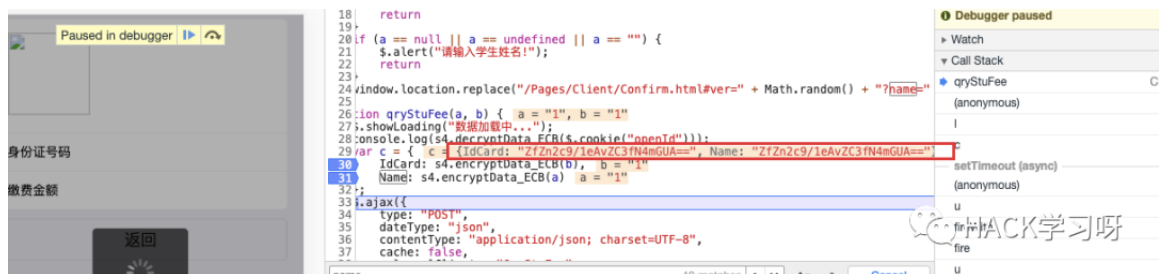 Paused in debugger
身份证号码
缴费金额
返回
18 return
19
20 if (a == null || a == undefined || a == "") {
21 $.alert("请输入学生姓名!");
22 return
23
24 window.location.replace("/Pages/Client/Confirm.html#ver=" + Math.random() + "?name="
25
26 tion qryStuFee(a, b) { a = "1", b = "1"
27 $.showLoading("数据加载中...");
28 console.log(s4.decryptData_ECB($.cookie("openId")));
29 var c = { c = {IdCard: "ZfZn2c9/1eAvZC3fN4mGUA==", Name: "ZfZn2c9/1eAvZC3fN4mGUA=="}
30 IdCard: s4.encryptData_ECB(b), b = "1"
31 Name: s4.encryptData_ECB(a) a = "1"
32 };
33 $.ajax({
34 type: "POST",
35 dateType: "json",
36 contentType: "application/json; charset=UTF-8",
37 cache: false,
Cancel
Debugger paused
Watch
Call Stack
qryStuFee
(anonymous)
l
c
setTimeout (async)
(anonymous)
u
fire
u
HACK学习呀